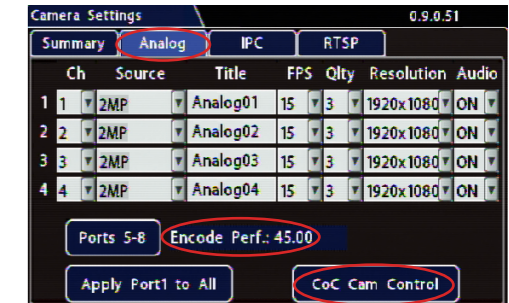 Camera Settings 0.9.0.51
Summary Analog IPC RTSP
Ch Source Title FPS Qlty Resolution Audio
1 1 2MP Analog01 15 3 1920x1080 ON
2 2 2MP Analog02 15 3 1920x1080 ON
3 3 2MP Analog03 15 3 1920x1080 ON
4 4 2MP Analog04 15 3 1920x1080 ON
Ports 5-8 Encode Perf.: 45.00
Apply Port1 to All CoC Cam Control